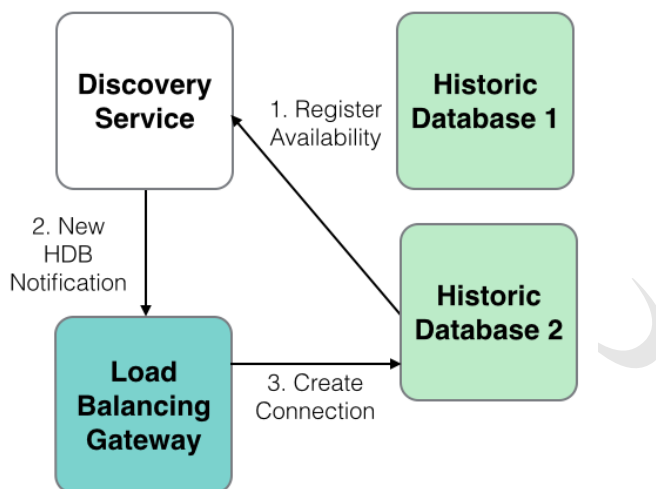 Discovery
Service
1. Register
Availability
Historic
Database 1
2. New
HDB
Notification
Historic
Database 2
Load
Balancing
Gateway
3. Create
Connection